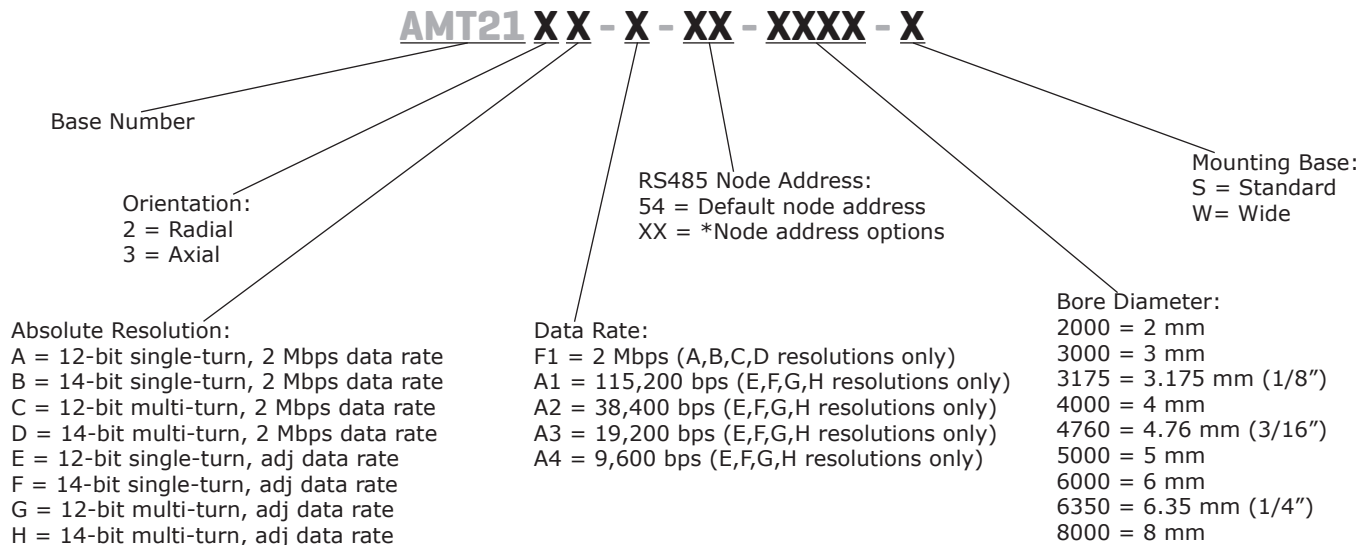 AMT21 X X - X - XX - XXXX - X
Base Number
Orientation:
2 = Radial
3 = Axial
Absolute Resolution:
A = 12-bit single-turn, 2 Mbps data rate
B = 14-bit single-turn, 2 Mbps data rate
C = 12-bit multi-turn, 2 Mbps data rate
D = 14-bit multi-turn, 2 Mbps data rate
E = 12-bit single-turn, adj data rate
F = 14-bit single-turn, adj data rate
G = 12-bit multi-turn, adj data rate
H = 14-bit multi-turn, adj data rate
Data Rate:
F1 = 2 Mbps (A,B,C,D resolutions only)
A1 = 115,200 bps (E,F,G,H resolutions only)
A2 = 38,400 bps (E,F,G,H resolutions only)
A3 = 19,200 bps (E,F,G,H resolutions only)
A4 = 9,600 bps (E,F,G,H resolutions only)
RS485 Node Address:
54 = Default node address
XX = *Node address options
Bore Diameter:
2000 = 2 mm
3000 = 3 mm
3175 = 3.175 mm (1/8″)
4000 = 4 mm
4760 = 4.76 mm (3/16″)
5000 = 5 mm
6000 = 6 mm
6350 = 6.35 mm (1/4″)
8000 = 8 mm
Mounting Base:
S = Standard
W= Wide